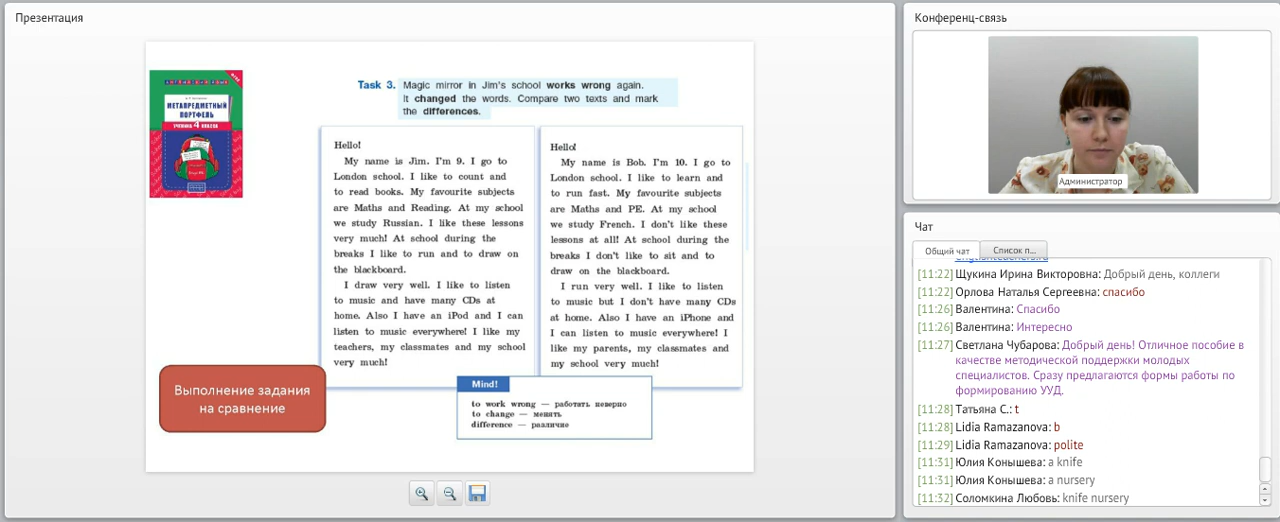 Презентация
АНГЛИЙСКИЙ ЯЗЫК
МЕТАПРЕДМЕТНЫЙ
ПОРТФЕЛЬ
УЧЕНИКА 4 КЛАССА
Task 3. Magic mirror in Jim's school works wrong again.
It changed the words. Compare two texts and mark
the differences.
Hello!
My name is Jim. I'm 9. I go to
London school. I like to count and
to read books. My favourite subjects
are Maths and Reading. At my school
we study Russian. I like these lessons
very much! At school during the
breaks I like to run and to draw on
the blackboard.
I draw very well. I like to listen
to music and have many CDs at
home. Also I have an iPod and I can
listen to music everywhere! I like my
teachers, my classmates and my school
very much!
Hello!
My name is Bob. I'm 10. I go to
London school. I like to learn and
to run fast. My favourite subjects
are Maths and PE. At my school
we study French. I don't like these
lessons at all! At school during the
breaks I don't like to sit and to
draw on the blackboard.
I run very well. I like to listen
to music but I don't have many CDs
at home. Also I have an iPhone and
I can listen to music everywhere! I
like my parents, my classmates and
my school very much!
Выполнение задания
на сравнение
Mind!
to work wrong — работать неверно
to change — менять
difference — различие
Конференц-связь
Администратор
Чат
Общий чат
Список п...
[11:22] Щукина Ирина Викторовна: Добрый день, коллеги
[11:22] Орлова Наталья Сергеевна: спасибо
[11:26] Валентина: Спасибо
[11:26] Валентина: Интересно
[11:27] Светлана Чубарова: Добрый день! Отличное пособие в
качестве методической поддержки молодых
специалистов. Сразу предлагаются формы работы по
формированию УУД.
[11:28] Татьяна С.: t
[11:28] Lidia Ramazanova: b
[11:29] Lidia Ramazanova: polite
[11:31] Юлия Конышева: a knife
[11:31] Юлия Конышева: a nursery
[11:32] Соломкина Любовь: knife nursery